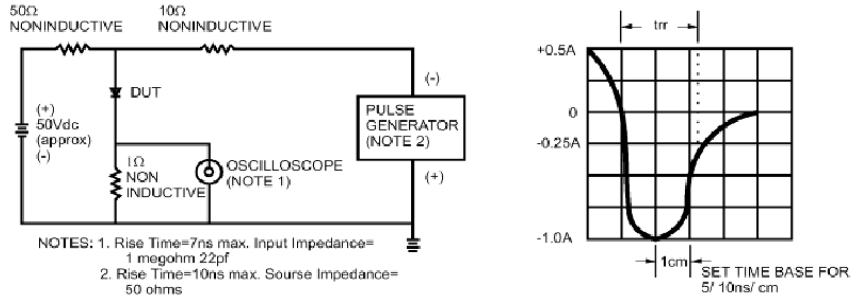 50Ω
NONINDUCTIVE
10Ω
NONINDUCTIVE
DUT
(+)
50Vdc
(approx)
(-)
1Ω
NON
INDUCTIVE
OSCILLOSCOPE
(NOTE 1)
(-)
PULSE
GENERATOR
(NOTE 2)
(+)
NOTES: 1. Rise Time=7ns max. Input Impedance=
1 megohm 22pf
2. Rise Time=10ns max. Sourse Impedance=
50 ohms
trr
+0.5A
0
-0.25A
-1.0A
1cm
SET TIME BASE FOR
5/ 10ns/ cm